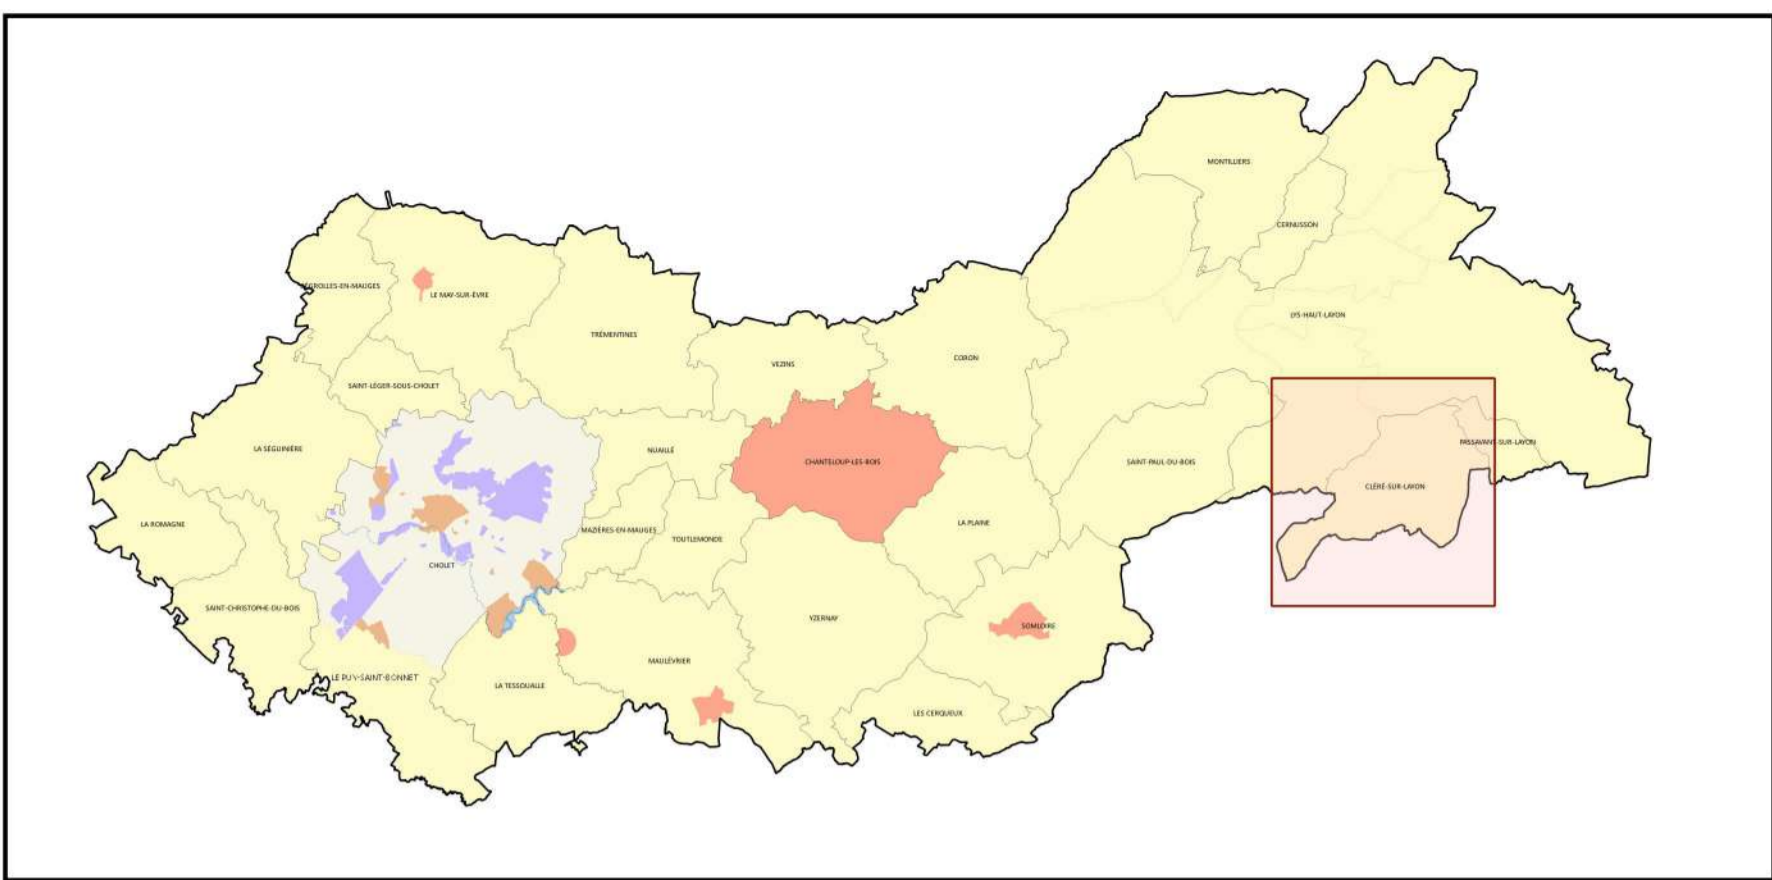 MONTILLIERS
CERNUSSON
ÉGROLLES-EN-MAUGES
LE MAY-SUR-ÈVRE
LYS-HAUT-LAYON
TRÉMENTINES
CORON
VEZINS
SAINT-LÉGER-SOUS-CHOLET
PASSAVANT-SUR-LAYON
LA SÉGUINIÈRE
NUAILLÉ
CHANTELOUP-LES-BOIS
SAINT-PAUL-DU-BOIS
CLÉRÉ-SUR-LAYON
LA ROMAGNE
LA PLAINE
MAZIÈRES-EN-MAUGES
TOUTLEMONDE
CHOLET
SAINT-CHRISTOPHE-DU-BOIS
YZERNAY
SOMLOIRE
MAULÉVRIER
LE PUY-SAINT-BONNET
LA TESSOUALLE
LES CERQUEUX